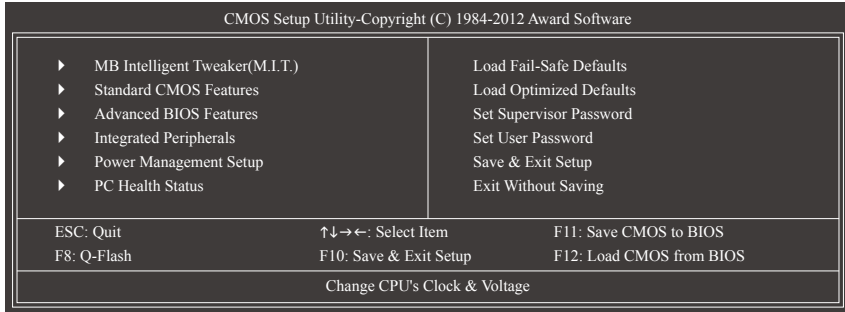 CMOS Setup Utility-Copyright (C) 1984-2012 Award Software
MB Intelligent Tweaker(M.I.T.)
Standard CMOS Features
Advanced BIOS Features
Integrated Peripherals
Power Management Setup
PC Health Status
Load Fail-Safe Defaults
Load Optimized Defaults
Set Supervisor Password
Set User Password
Save & Exit Setup
Exit Without Saving
ESC: Quit
↑↓→←: Select Item
F11: Save CMOS to BIOS
F8: Q-Flash
F10: Save & Exit Setup
F12: Load CMOS from BIOS
Change CPU's Clock & Voltage